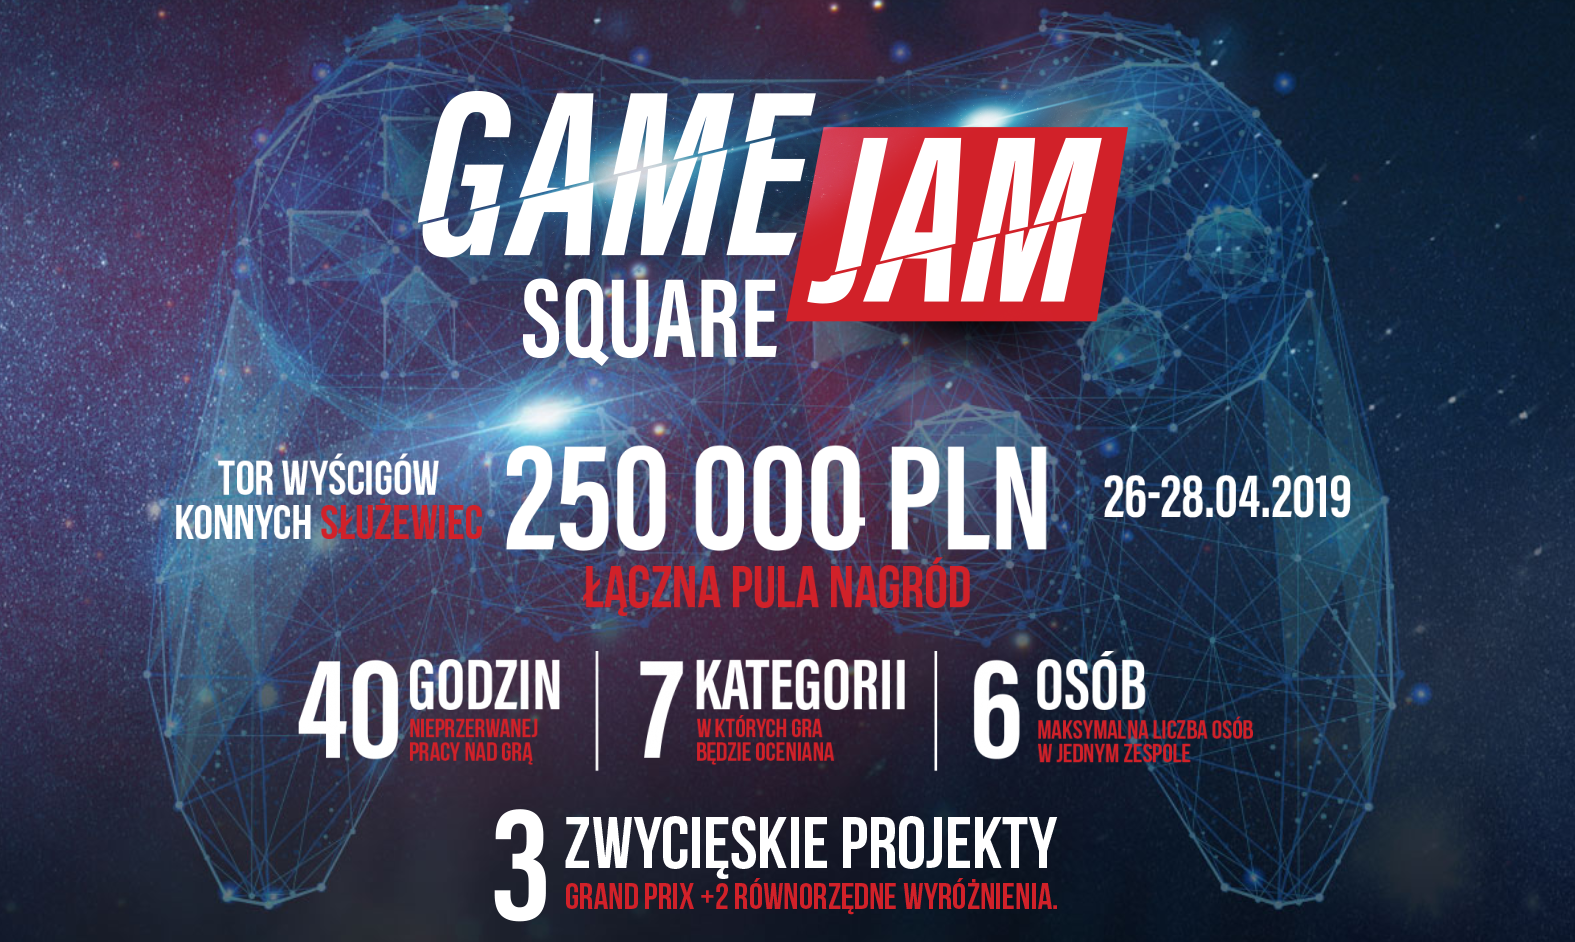 GAME JAM
SQUARE
TOR WYŚCIGÓW
KONNYCH SŁUŻEWIEC
250 000 PLN
ŁĄCZNA PULA NAGRÓD
26-28.04.2019
40 GODZIN
NIEPRZERWANEJ
PRACY NAD GRĄ
7 KATEGORII
W KTÓRYCH GRA
BĘDZIE OCENIANA
6 OSÓB
MAKSYMALNA LICZBA OSÓB
W JEDNYM ZESPOLE
3 ZWYCIĘSKIE PROJEKTY
GRAND PRIX +2 RÓWNORZĘDNE WYRÓŻNIENIA.